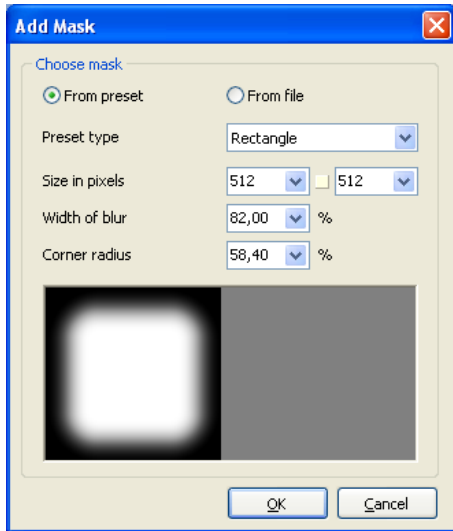 Add Mask
Choose mask
From preset From file
Preset type Rectangle
Size in pixels 512 512
Width of blur 82,00 %
Corner radius 58,40 %
OK Cancel